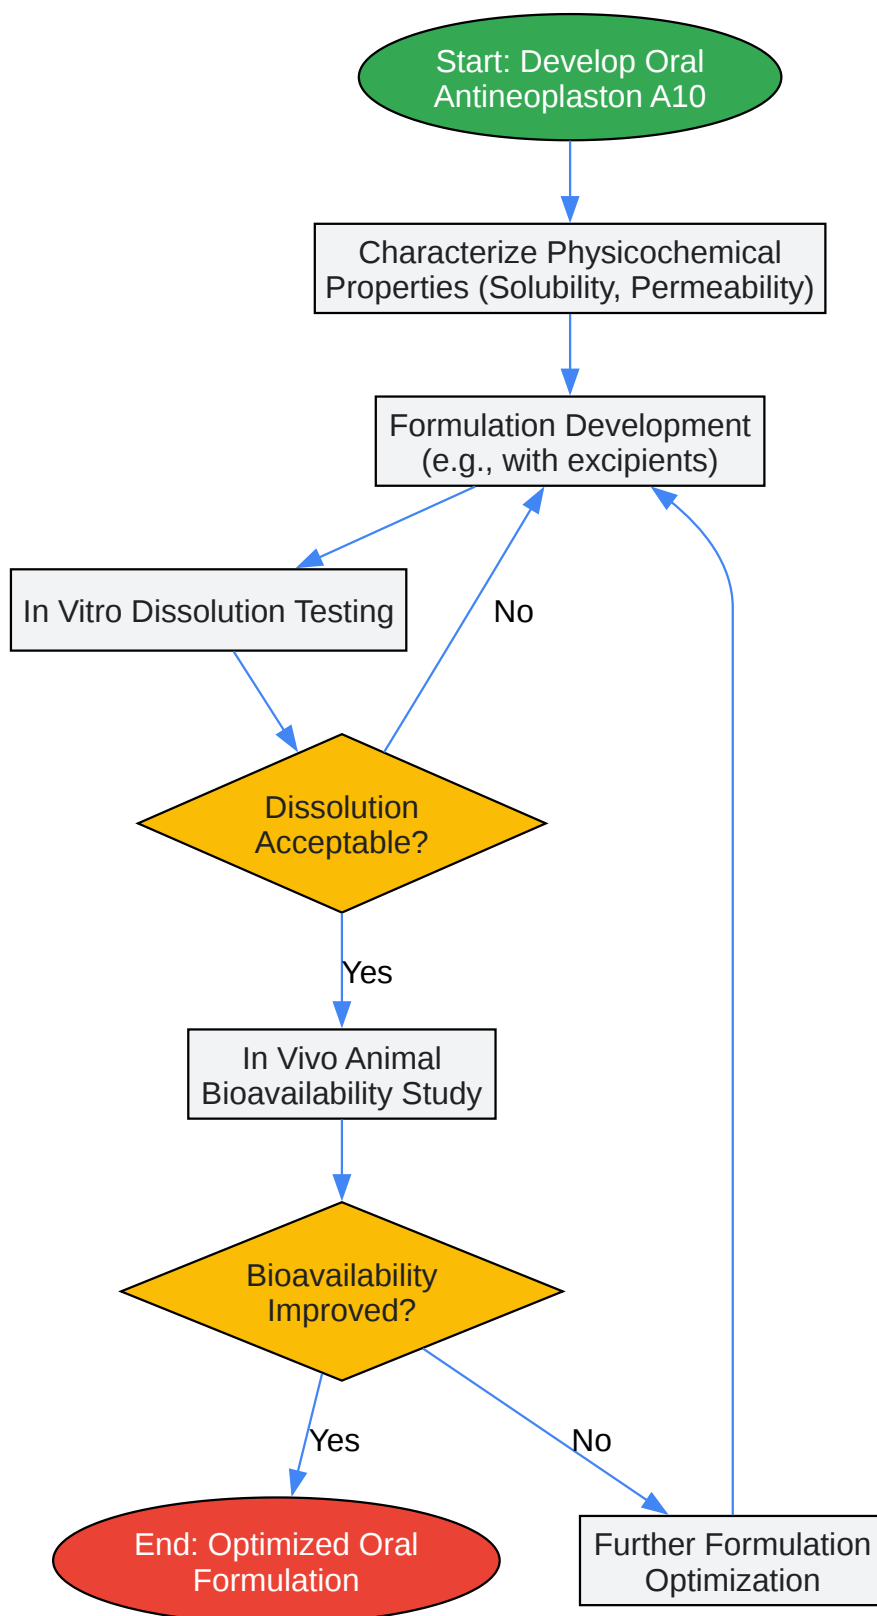 Start: Develop Oral
Antineoplaston A10
Characterize Physicochemical
Properties (Solubility, Permeability)
Formulation Development
(e.g., with excipients)
In Vitro Dissolution Testing
No
Dissolution
Acceptable?
Yes
In Vivo Animal
Bioavailability Study
Bioavailability
Improved?
Yes
No
End: Optimized Oral
Formulation
Further Formulation
Optimization